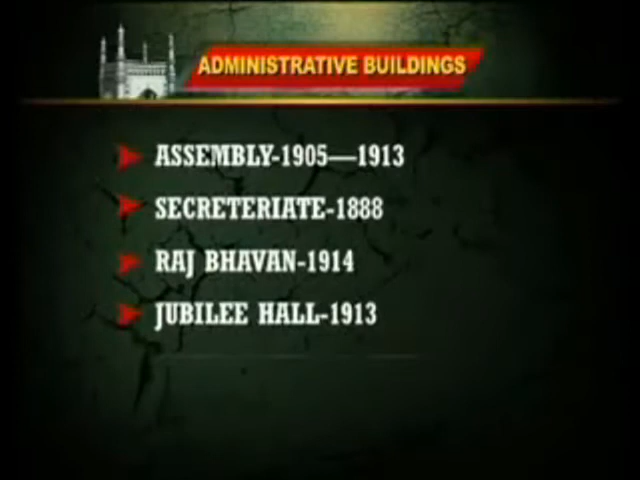 ADMINISTRATIVE BUILDINGS
ASSEMBLY-1905—1913
SECRETERIATE-1888
RAJ BHAVAN-1914
JUBILEE HALL-1913